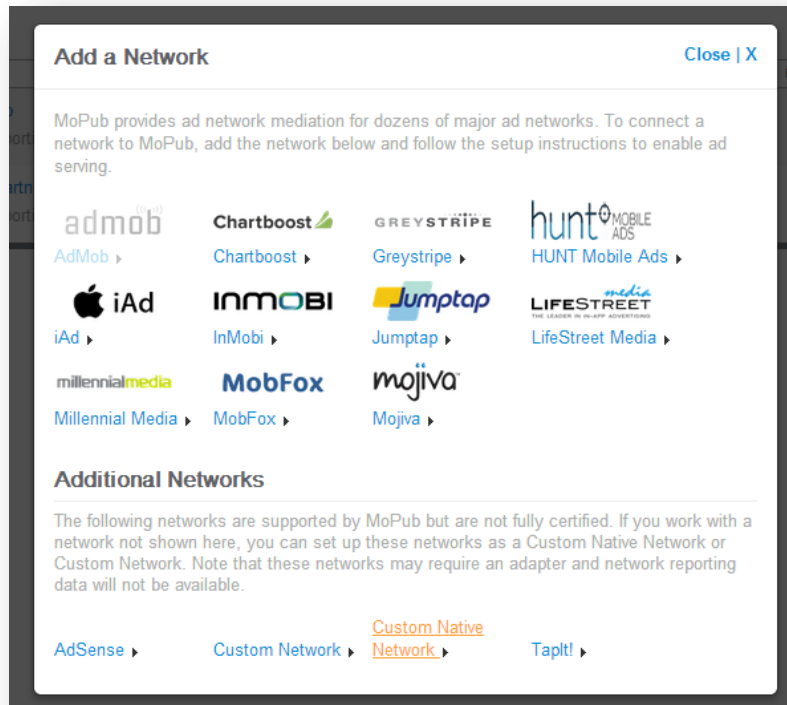 Add a Network
Close | X
MoPub provides ad network mediation for dozens of major ad networks. To connect a
network to MoPub, add the network below and follow the setup instructions to enable ad
serving.
admob
Chartboost
GREYSTRIPE
hunt MOBILE ADS
AdMob
Chartboost
Greystripe
HUNT Mobile Ads
iAd
INMOBI
Jumptap
LIFESTREET media
THE LEADER IN IN-APP ADVERTISING
iAd
InMobi
Jumptap
LifeStreet Media
millennialmedia
MobFox
mojiva
Millennial Media
MobFox
Mojiva
Additional Networks
The following networks are supported by MoPub but are not fully certified. If you work with a
network not shown here, you can set up these networks as a Custom Native Network or
Custom Network. Note that these networks may require an adapter and network reporting
data will not be available.
AdSense
Custom Network
Custom Native
Network
TapIt!